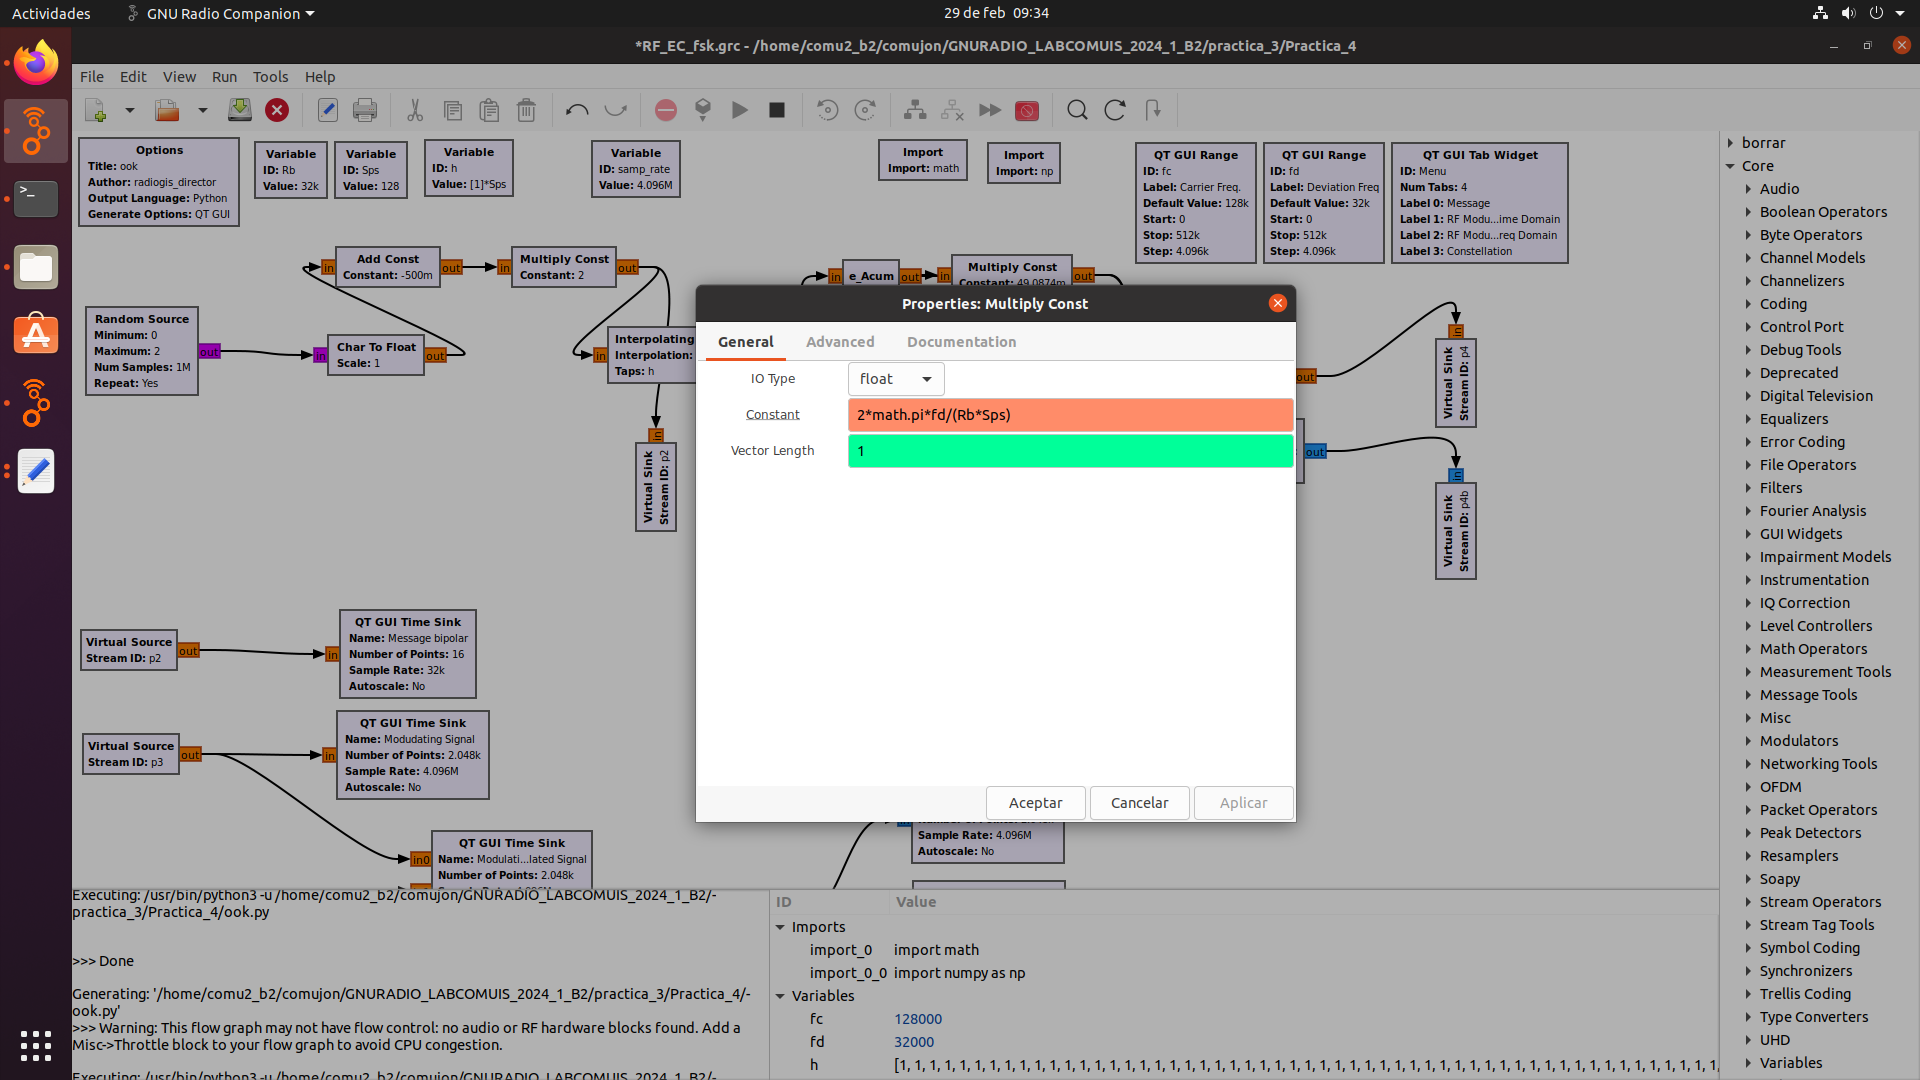 Actividades
GNU Radio Companion
29 de feb 09:34
*RF_EC_fsk.grc - /home/comu2_b2/comujon/GNURADIO_LABCOMUIS_2024_1_B2/practica_3/Practica_4
File Edit View Run Tools Help
Options
Title: ook
Author: radiogis_director
Output Language: Python
Generate Options: QT GUI
Variable
ID: Rb
Value: 32k
Variable
ID: Sps
Value: 128
Variable
ID: h
Value: [1]*Sps
Variable
ID: samp_rate
Value: 4.096M
Import
Import: math
Import
Import: np
QT GUI Range
ID: fc
Label: Carrier Freq.
Default Value: 128k
Start: 0
Stop: 512k
Step: 4.096k
QT GUI Range
ID: fd
Label: Deviation Freq
Default Value: 32k
Start: 0
Stop: 512k
Step: 4.096k
QT GUI Tab Widget
ID: Menu
Num Tabs: 4
Label 0: Message
Label 1: RF Modu...ime Domain
Label 2: RF Modu...req Domain
Label 3: Constellation
in
Add Const
Constant: -500m
out
in
Multiply Const
Constant: 2
out
in
e_Acum
out
in
Multiply Const
Constant: 49.0874m
out
Random Source
Minimum: 0
Maximum: 2
Num Samples: 1M
Repeat: Yes
out
in
Char To Float
Scale: 1
out
in
Interpolating
Interpolation:
Taps: h
in
Virtual Sink
Stream ID: p2
out
in
Virtual Sink
Stream ID: p4
out
in
Virtual Sink
Stream ID: p4b
Properties: Multiply Const
General Advanced Documentation
IO Type float
Constant 2*math.pi*fd/(Rb*Sps)
Vector Length 1
Aceptar Cancelar Aplicar
Virtual Source
Stream ID: p2
out
in
QT GUI Time Sink
Name: Message bipolar
Number of Points: 16
Sample Rate: 32k
Autoscale: No
Virtual Source
Stream ID: p3
out
in
QT GUI Time Sink
Name: Modudating Signal
Number of Points: 2.048k
Sample Rate: 4.096M
Autoscale: No
in0
QT GUI Time Sink
Name: Modulati...lated Signal
Number of Points: 2.048k
Sample Rate: 4.096M
Autoscale: No
borrar
Core
Audio
Boolean Operators
Byte Operators
Channel Models
Channelizers
Coding
Control Port
Debug Tools
Deprecated
Digital Television
Equalizers
Error Coding
File Operators
Filters
Fourier Analysis
GUI Widgets
Impairment Models
Instrumentation
IQ Correction
Level Controllers
Math Operators
Measurement Tools
Message Tools
Misc
Modulators
Networking Tools
OFDM
Packet Operators
Peak Detectors
Resamplers
Soapy
Stream Operators
Stream Tag Tools
Symbol Coding
Synchronizers
Trellis Coding
Type Converters
UHD
Variables
Executing: /usr/bin/python3 -u /home/comu2_b2/comujon/GNURADIO_LABCOMUIS_2024_1_B2/-
practica_3/Practica_4/ook.py
>>> Done
Generating: '/home/comu2_b2/comujon/GNURADIO_LABCOMUIS_2024_1_B2/practica_3/Practica_4/-
ook.py'
>>> Warning: This flow graph may not have flow control: no audio or RF hardware blocks found. Add a
Misc->Throttle block to your flow graph to avoid CPU congestion.
Executing: /usr/bin/python3 -u /home/comu2_b2/comujon/GNURADIO_LABCOMUIS_2024_1_B2/-
ID Value
Imports
import_0 import math
import_0_0 import numpy as np
Variables
fc 128000
fd 32000
h [1, 1, 1, 1, 1, 1, 1, 1, 1, 1, 1, 1, 1, 1, 1, 1, 1, 1, 1, 1, 1, 1, 1, 1, 1, 1, 1, 1, 1, 1, 1, 1, 1, 1, 1, 1, 1, 1, 1, 1, 1, 1, 1, 1, 1, 1, 1, 1, 1, 1, 1, 1, 1, 1, 1,